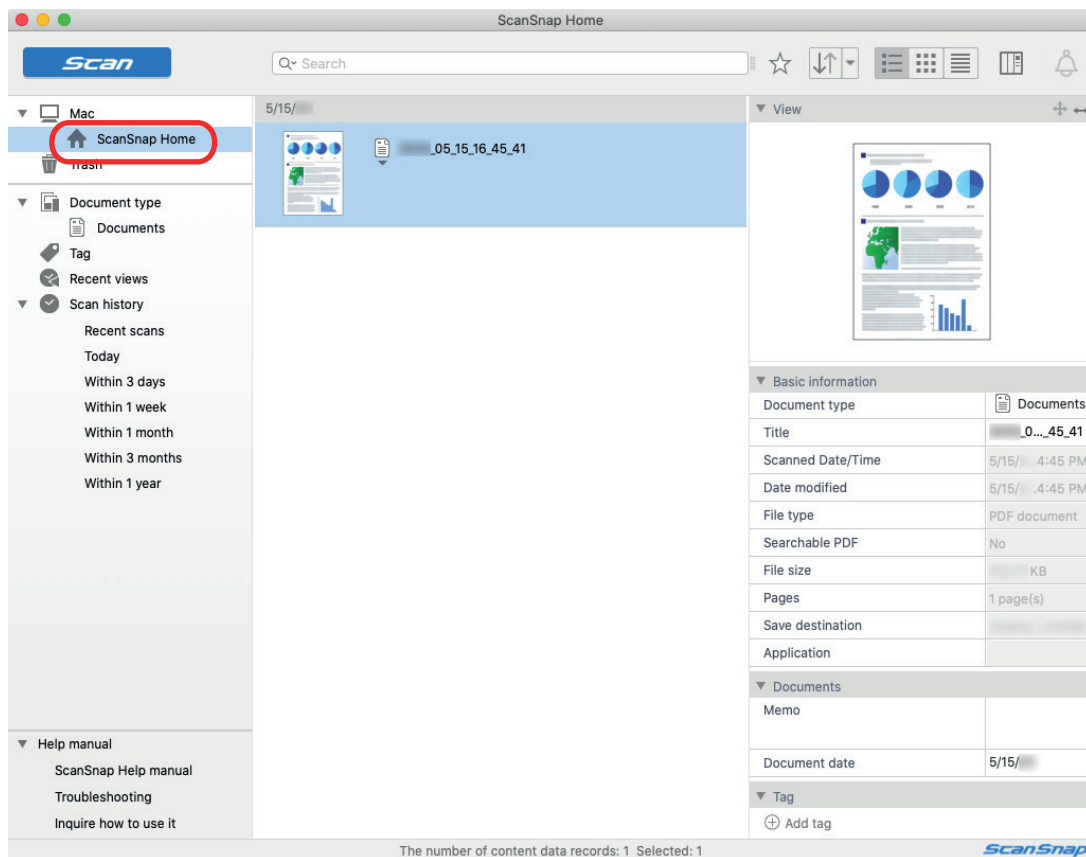 ScanSnap Home
Scan
Search
Mac
ScanSnap Home
Trash
Document type
Documents
Tag
Recent views
Scan history
Recent scans
Today
Within 3 days
Within 1 week
Within 1 month
Within 3 months
Within 1 year
Help manual
ScanSnap Help manual
Troubleshooting
Inquire how to use it
5/15/
_05_15_16_45_41
View
Basic information
Document type Documents
Title _0..._45_41
Scanned Date/Time 5/15/ 4:45 PM
Date modified 5/15/ .4:45 PM
File type PDF document
Searchable PDF No
File size KB
Pages 1 page(s)
Save destination
Application
Documents
Memo
Document date 5/15/
Tag
Add tag
The number of content data records: 1 Selected: 1
ScanSnap